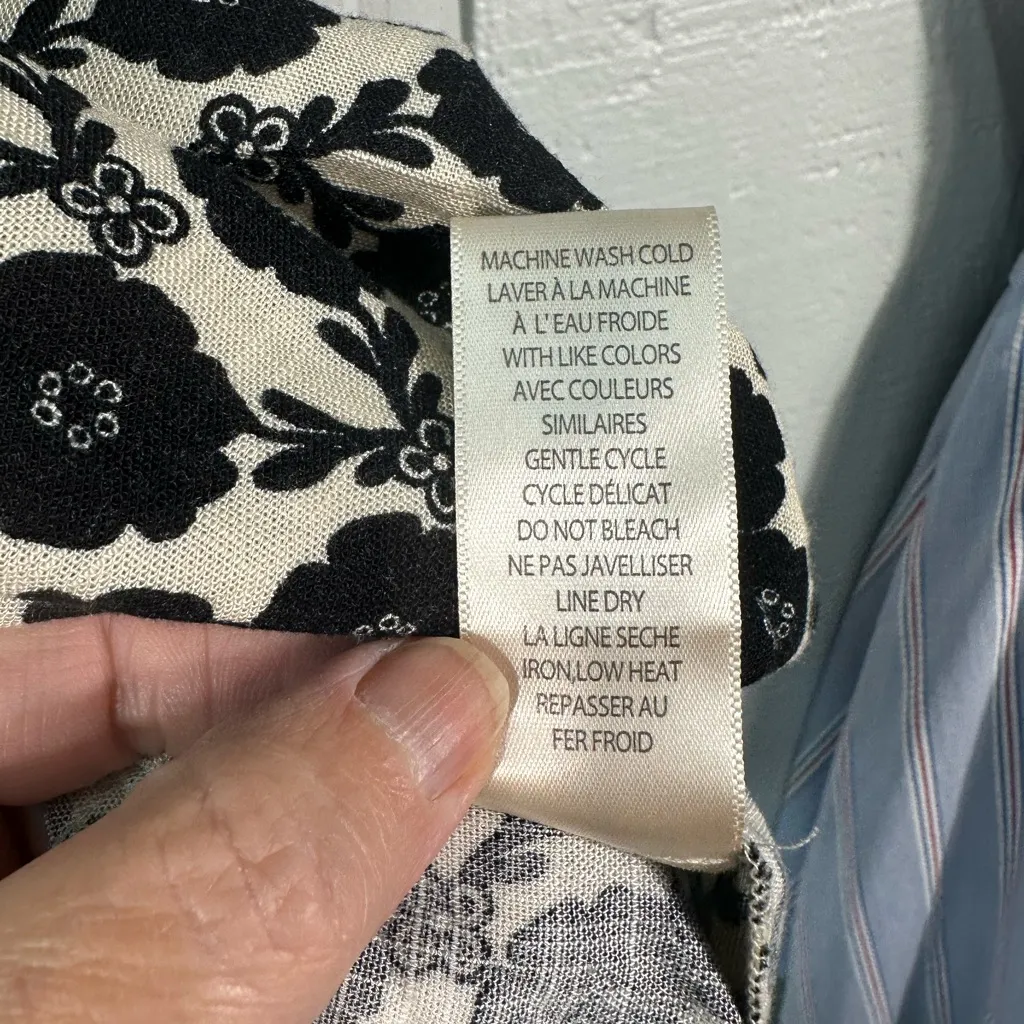 MACHINE WASH COLD
LAVER À LA MACHINE
À L'EAU FROIDE
WITH LIKE COLORS
AVEC COULEURS
SIMILAIRES
GENTLE CYCLE
CYCLE DÉLICAT
DO NOT BLEACH
NE PAS JAVELLISER
LINE DRY
LA LIGNE SECHE
IRON,LOW HEAT
REPASSER AU
FER FROID